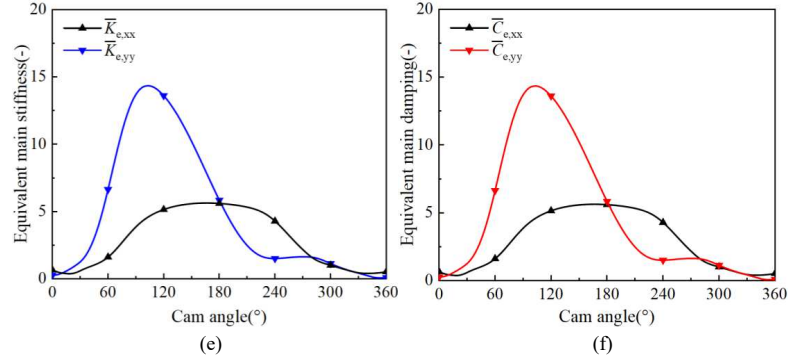 K̅e,xx
K̅e,yy
Equivalent main stiffness(-)
20
15
10
5
0
0 60 120 180 240 300 360
Cam angle(°)
(e)
C̅e,xx
C̅e,yy
Equivalent main damping(-)
20
15
10
5
0
0 60 120 180 240 300 360
Cam angle(°)
(f)